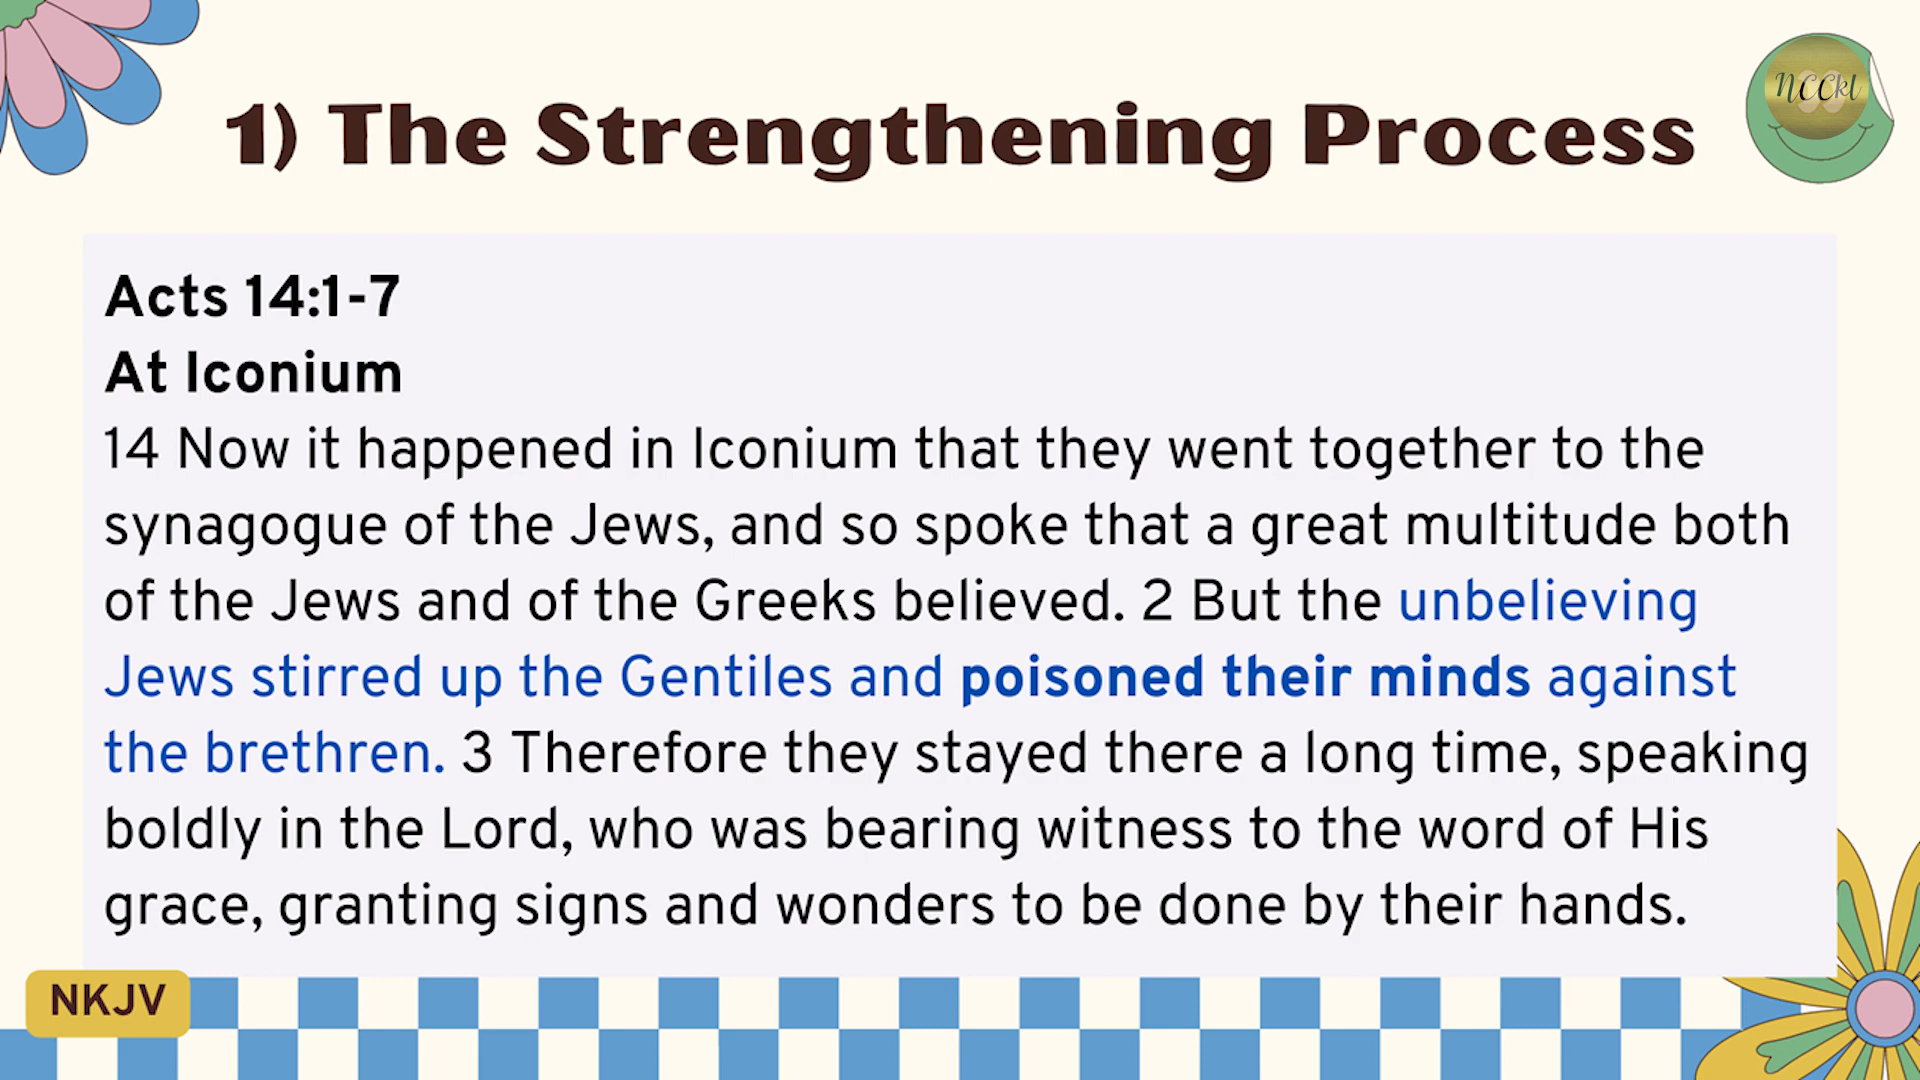 NCCkl
1) The Strengthening Process
Acts 14:1-7
At Iconium
14 Now it happened in Iconium that they went together to the
synagogue of the Jews, and so spoke that a great multitude both
of the Jews and of the Greeks believed. 2 But the unbelieving
Jews stirred up the Gentiles and poisoned their minds against
the brethren. 3 Therefore they stayed there a long time, speaking
boldly in the Lord, who was bearing witness to the word of His
grace, granting signs and wonders to be done by their hands.
NKJV